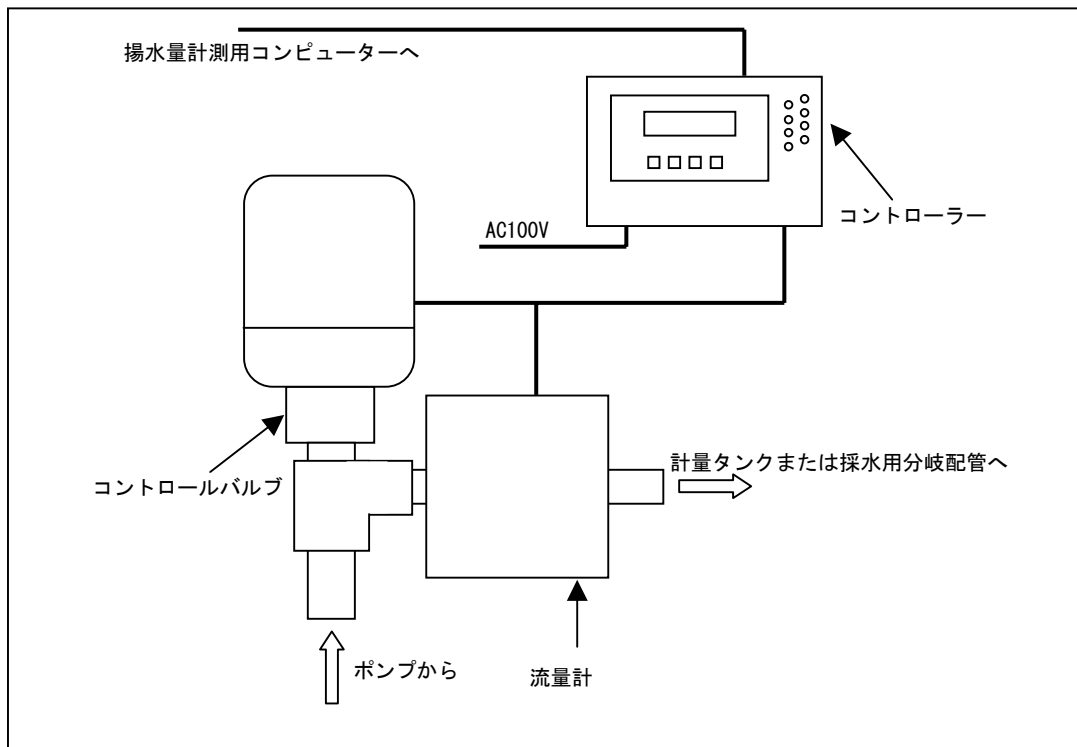 揚水量計測用コンピューターへ
コントローラー
AC100V
計量タンクまたは採水用分岐配管へ
コントロールバルブ
ポンプから
流量計